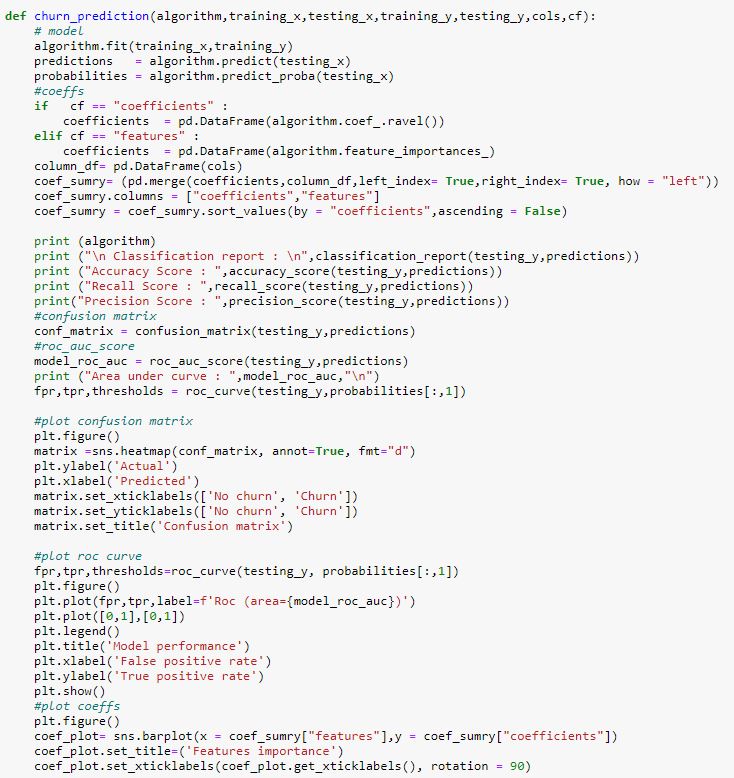 def churn_prediction(algorithm,training_x,testing_x,training_y,testing_y,cols,cf):
    # model
    algorithm.fit(training_x,training_y)
    predictions   = algorithm.predict(testing_x)
    probabilities = algorithm.predict_proba(testing_x)
    #coeffs
    if   cf == "coefficients" :
        coefficients  = pd.DataFrame(algorithm.coef_.ravel())
    elif cf == "features" :
        coefficients  = pd.DataFrame(algorithm.feature_importances_)
    column_df= pd.DataFrame(cols)
    coef_sumry= (pd.merge(coefficients,column_df,left_index= True,right_index= True, how = "left"))
    coef_sumry.columns = ["coefficients","features"]
    coef_sumry = coef_sumry.sort_values(by = "coefficients",ascending = False)

    print (algorithm)
    print ("\n Classification report : \n",classification_report(testing_y,predictions))
    print ("Accuracy Score : ",accuracy_score(testing_y,predictions))
    print ("Recall Score : ",recall_score(testing_y,predictions))
    print("Precision Score : ",precision_score(testing_y,predictions))
    #confusion matrix
    conf_matrix = confusion_matrix(testing_y,predictions)
    #roc_auc_score
    model_roc_auc = roc_auc_score(testing_y,predictions)
    print ("Area under curve : ",model_roc_auc,"\n")
    fpr,tpr,thresholds = roc_curve(testing_y,probabilities[:,1])

    #plot confusion matrix
    plt.figure()
    matrix =sns.heatmap(conf_matrix, annot=True, fmt="d")
    plt.ylabel('Actual')
    plt.xlabel('Predicted')
    matrix.set_xticklabels(['No churn', 'Churn'])
    matrix.set_yticklabels(['No churn', 'Churn'])
    matrix.set_title('Confusion matrix')

    #plot roc curve
    fpr,tpr,thresholds=roc_curve(testing_y, probabilities[:,1])
    plt.figure()
    plt.plot(fpr,tpr,label=f'Roc (area={model_roc_auc})')
    plt.plot([0,1],[0,1])
    plt.legend()
    plt.title('Model performance')
    plt.xlabel('False positive rate')
    plt.ylabel('True positive rate')
    plt.show()
    #plot coeffs
    plt.figure()
    coef_plot= sns.barplot(x = coef_sumry["features"],y = coef_sumry["coefficients"])
    coef_plot.set_title=('Features importance')
    coef_plot.set_xticklabels(coef_plot.get_xticklabels(), rotation = 90)